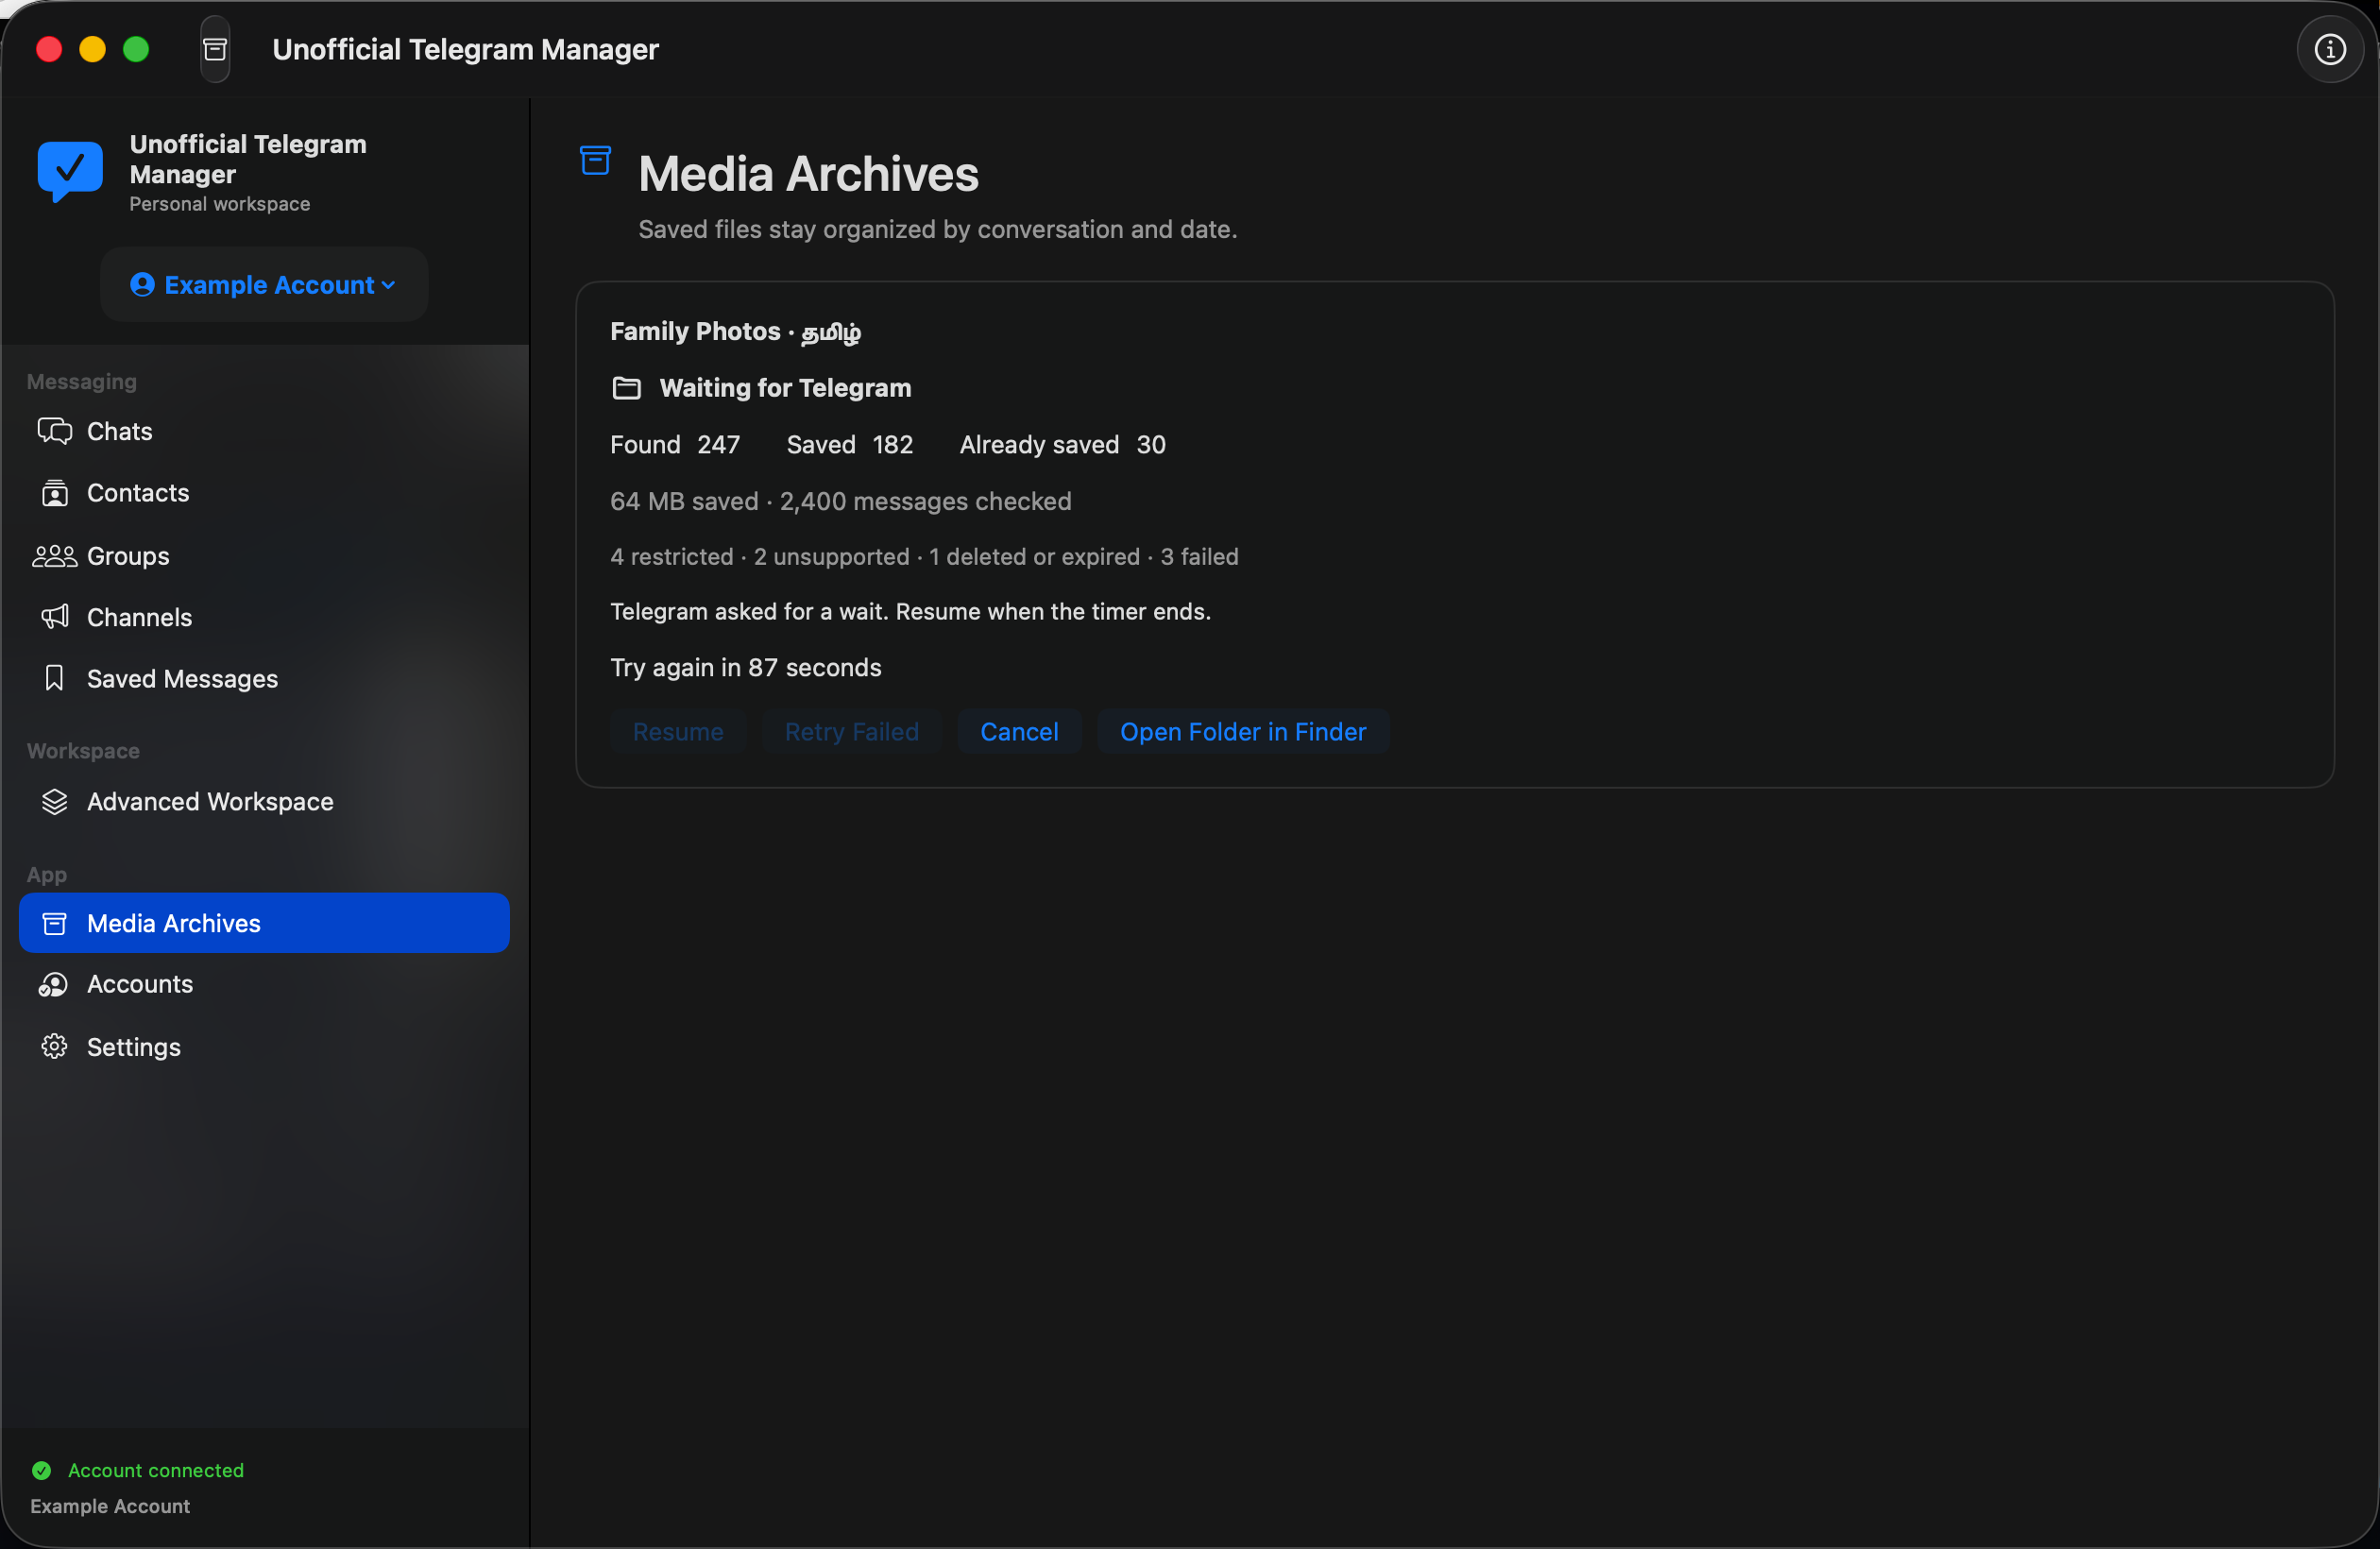 Unofficial Telegram Manager
Unofficial Telegram
Manager
Personal workspace
Example Account
Messaging
Chats
Contacts
Groups
Channels
Saved Messages
Workspace
Advanced Workspace
App
Media Archives
Accounts
Settings
Account connected
Example Account
Media Archives
Saved files stay organized by conversation and date.
Family Photos · தமிழ்
Waiting for Telegram
Found 247 Saved 182 Already saved 30
64 MB saved · 2,400 messages checked
4 restricted · 2 unsupported · 1 deleted or expired · 3 failed
Telegram asked for a wait. Resume when the timer ends.
Try again in 87 seconds
Resume Retry Failed Cancel Open Folder in Finder